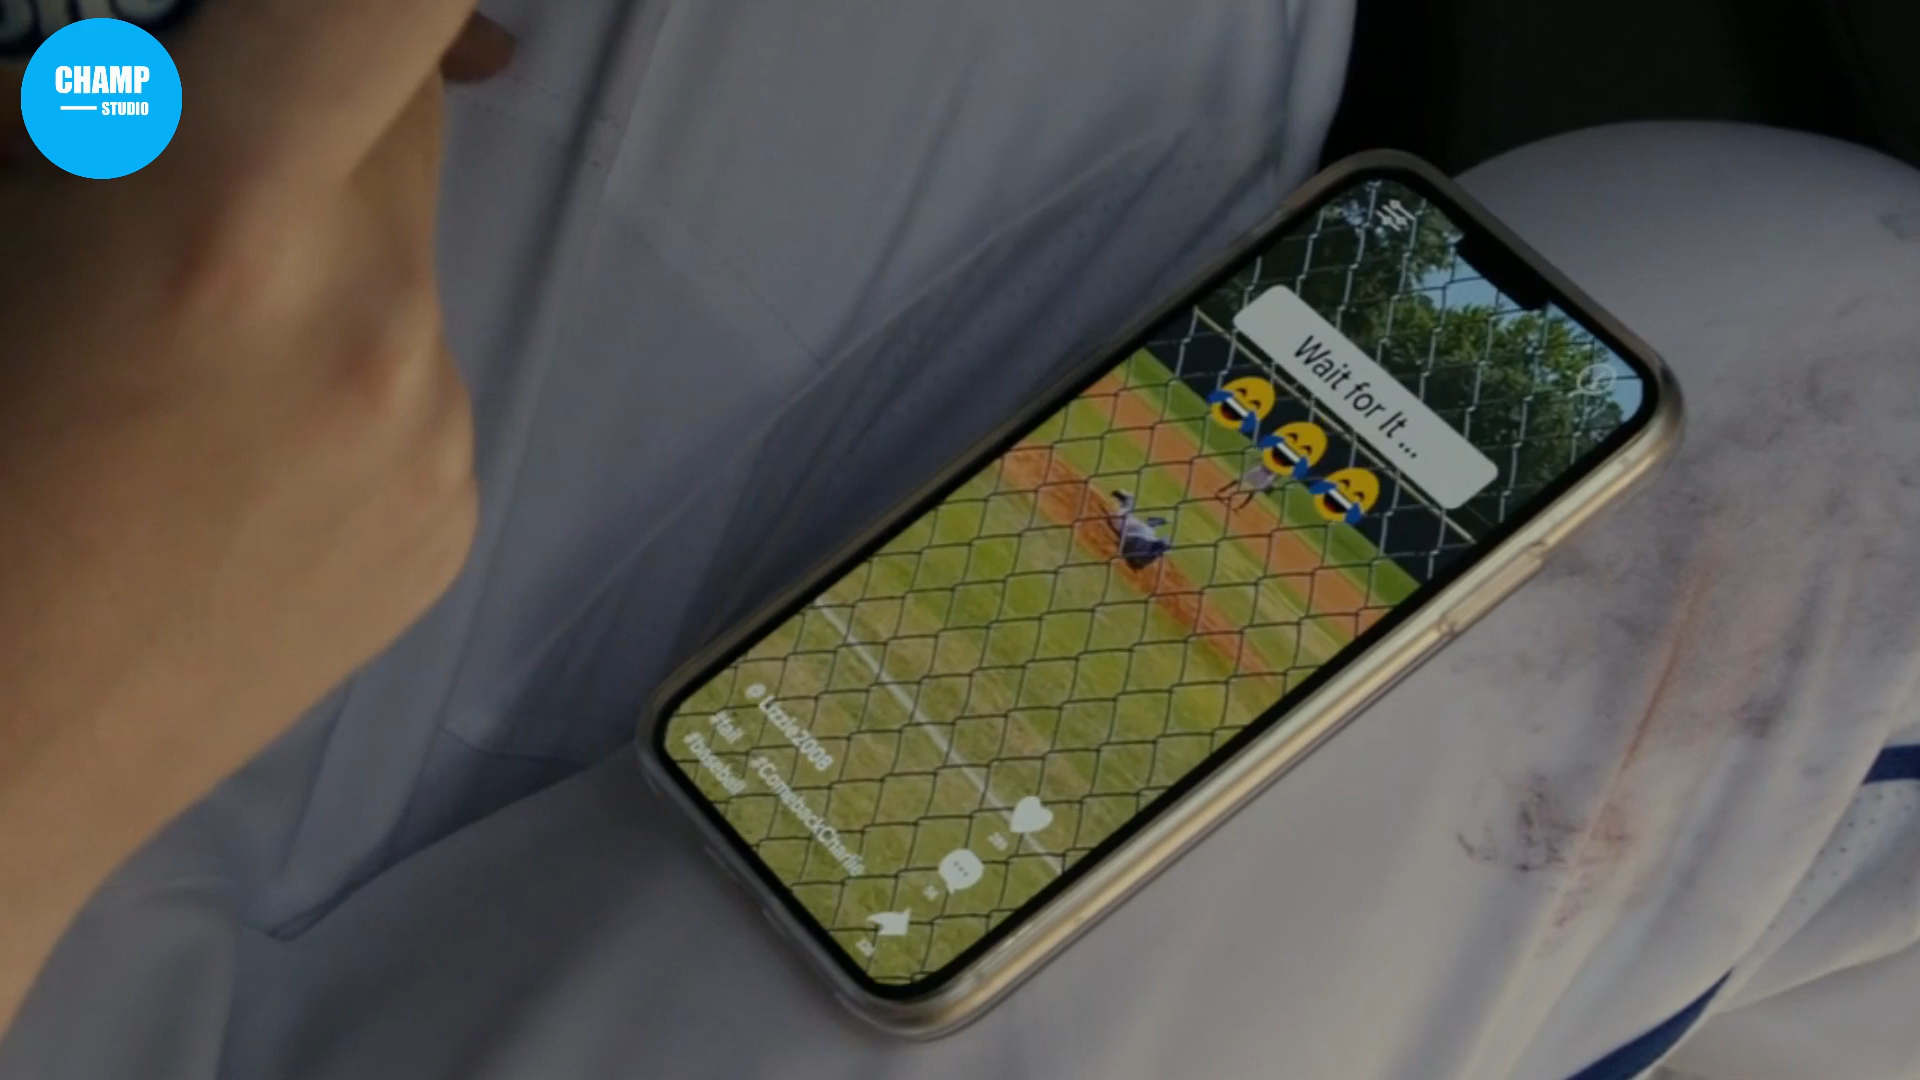 CHAMP
STUDIO
Wait for It ...
@Lizzie2008
#fail #ComebackCharlie
#baseball